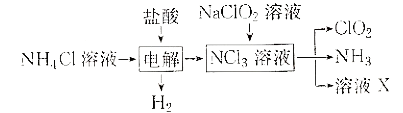 盐酸 NaClO₂ 溶液
NH₄Cl 溶液 → 电解 → NCl₃ 溶液 → ClO₂
NH₃
溶液 X
H₂